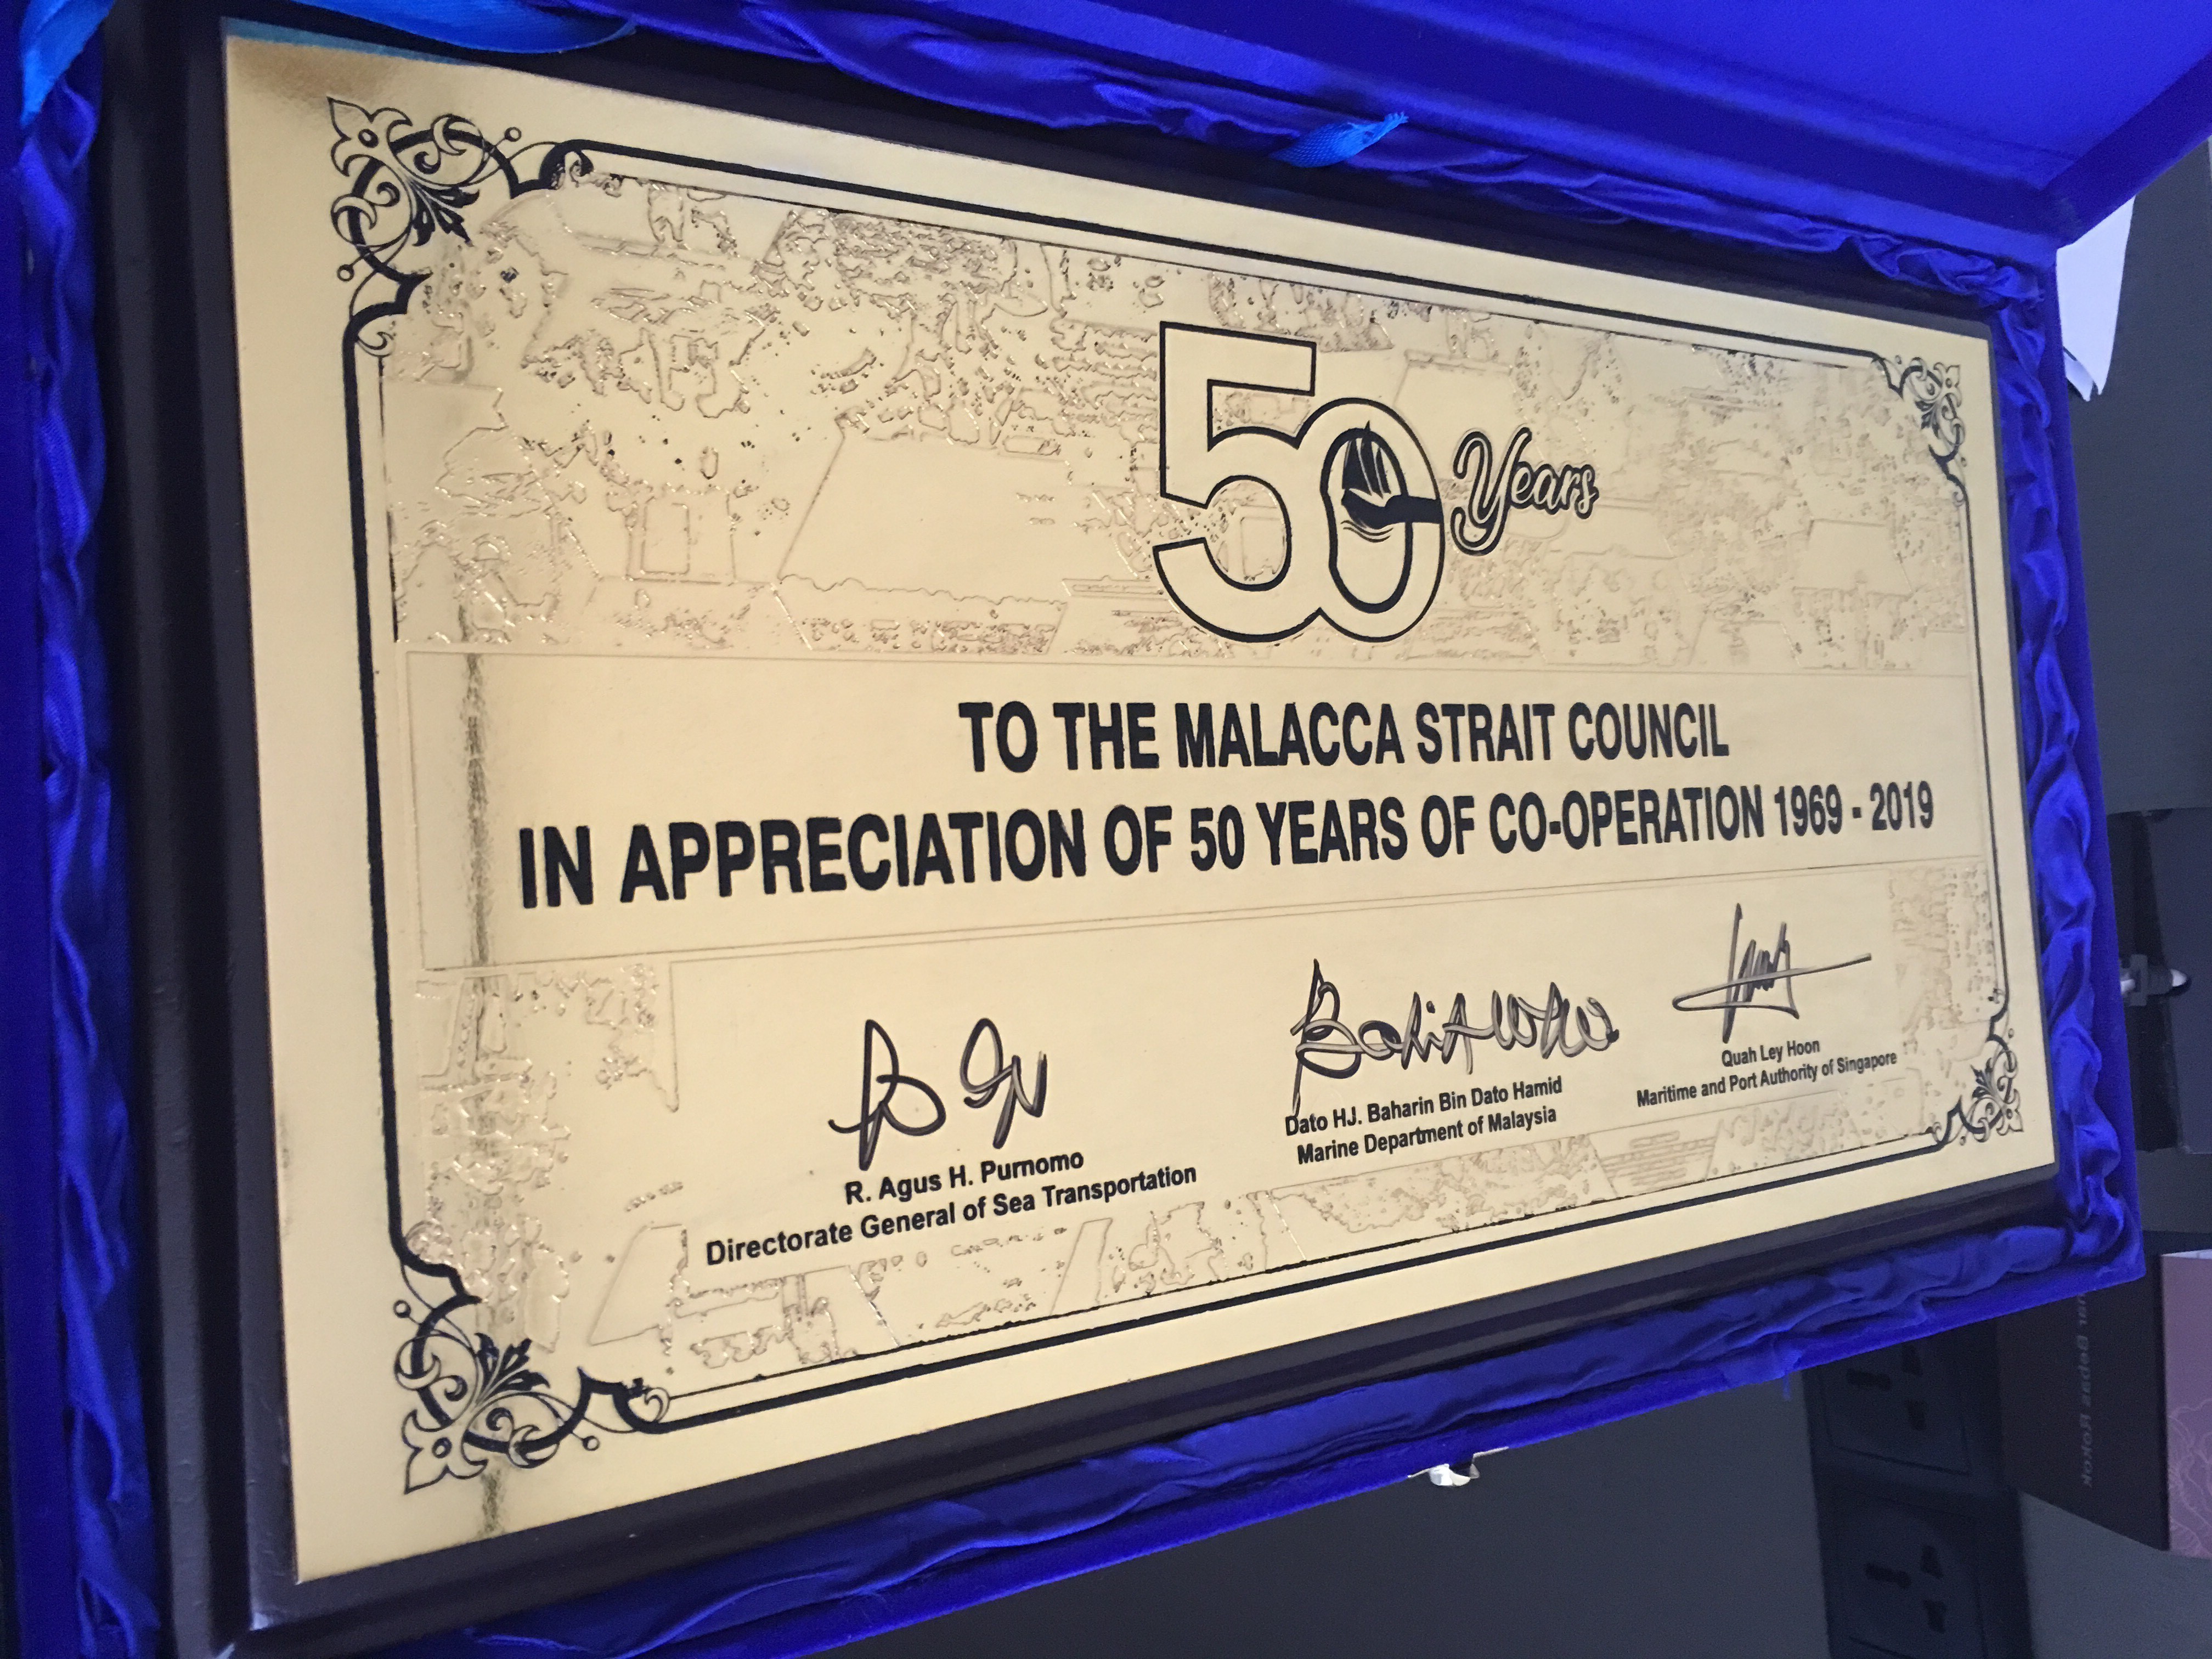 50 Years
TO THE MALACCA STRAIT COUNCIL
IN APPRECIATION OF 50 YEARS OF CO-OPERATION 1969 - 2019
R. Agus H. Purnomo
Directorate General of Sea Transportation
Dato HJ. Baharin Bin Dato Hamid
Marine Department of Malaysia
Quah Ley Hoon
Maritime and Port Authority of Singapore